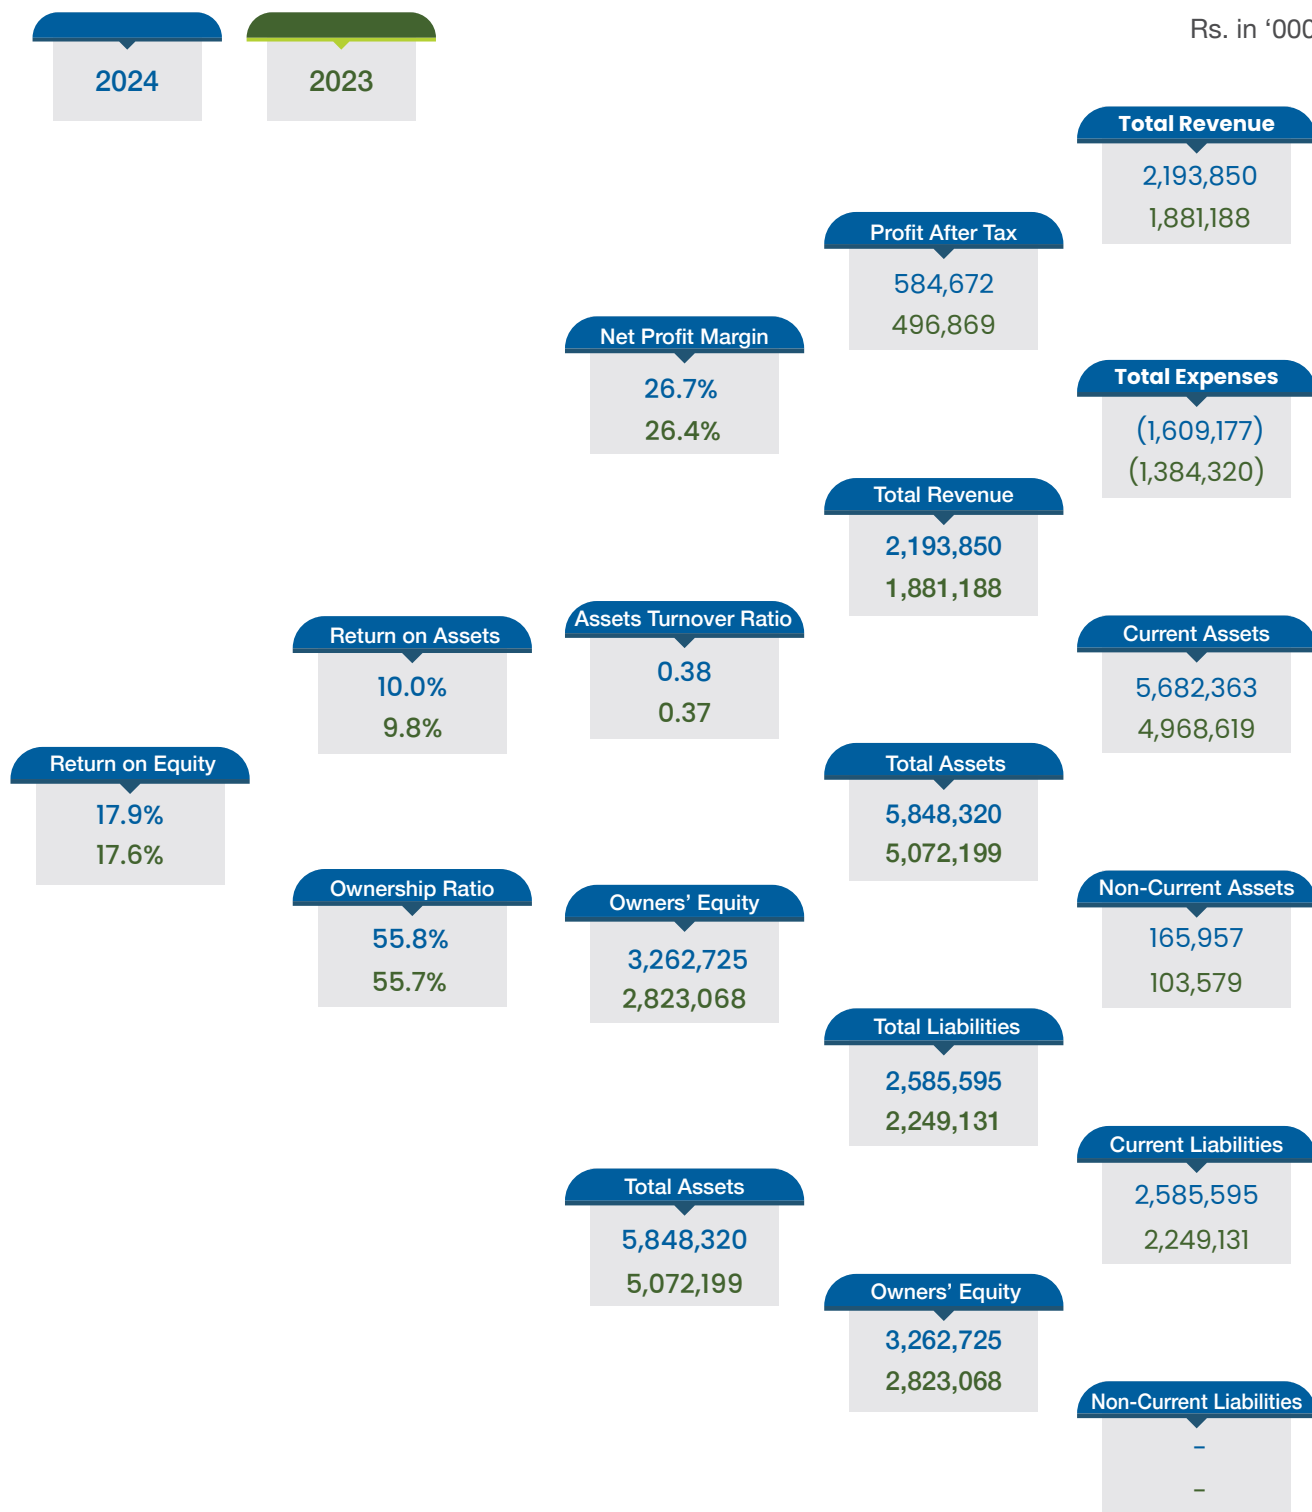 2024
2023
Rs. in ‘000
Total Revenue
2,193,850
1,881,188
Profit After Tax
584,672
496,869
Net Profit Margin
26.7%
26.4%
Total Expenses
(1,609,177)
(1,384,320)
Total Revenue
2,193,850
1,881,188
Return on Assets
10.0%
9.8%
Assets Turnover Ratio
0.38
0.37
Current Assets
5,682,363
4,968,619
Return on Equity
17.9%
17.6%
Total Assets
5,848,320
5,072,199
Ownership Ratio
55.8%
55.7%
Owners’ Equity
3,262,725
2,823,068
Non-Current Assets
165,957
103,579
Total Liabilities
2,585,595
2,249,131
Current Liabilities
2,585,595
2,249,131
Total Assets
5,848,320
5,072,199
Owners’ Equity
3,262,725
2,823,068
Non-Current Liabilities
–
–